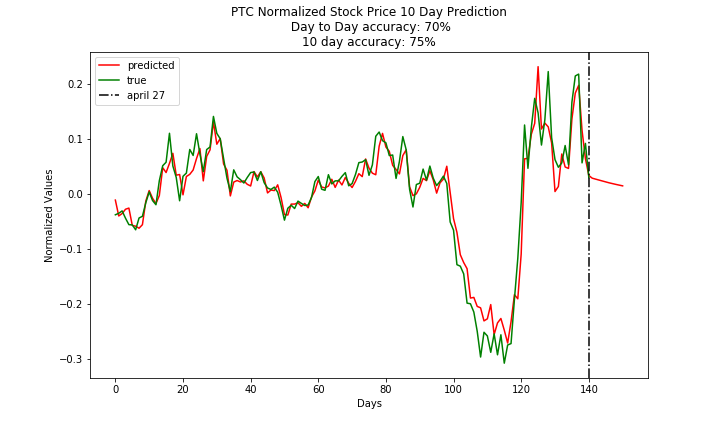 PTC Normalized Stock Price 10 Day Prediction
Day to Day accuracy: 70%
10 day accuracy: 75%
predicted
true
april 27
Normalized Values
0.2
0.1
0.0
−0.1
−0.2
−0.3
0 20 40 60 80 100 120 140
Days